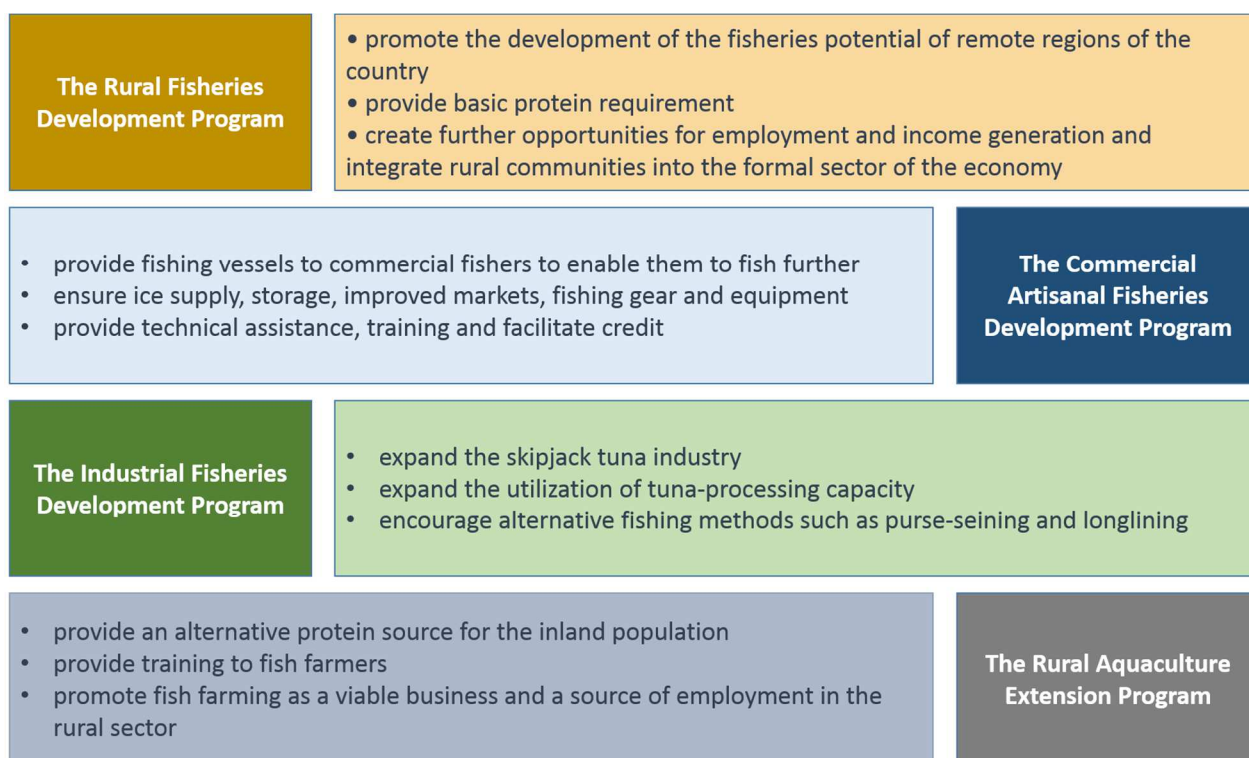 The Rural Fisheries
Development Program
• promote the development of the fisheries potential of remote regions of the
country
• provide basic protein requirement
• create further opportunities for employment and income generation and
integrate rural communities into the formal sector of the economy
• provide fishing vessels to commercial fishers to enable them to fish further
• ensure ice supply, storage, improved markets, fishing gear and equipment
• provide technical assistance, training and facilitate credit
The Commercial
Artisanal Fisheries
Development Program
The Industrial Fisheries
Development Program
• expand the skipjack tuna industry
• expand the utilization of tuna-processing capacity
• encourage alternative fishing methods such as purse-seining and longlining
• provide an alternative protein source for the inland population
• provide training to fish farmers
• promote fish farming as a viable business and a source of employment in the
rural sector
The Rural Aquaculture
Extension Program